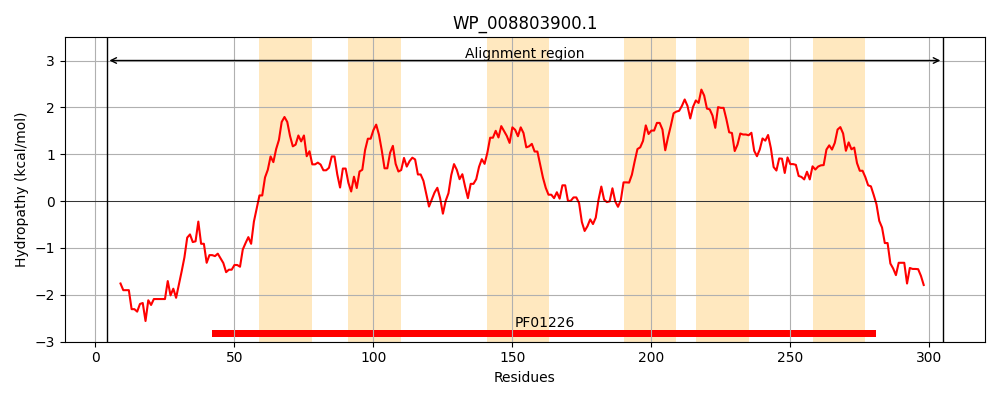 WP_008803900.1
Alignment region
PF01226
Hydropathy (kcal/mol)
3
2
1
0
−1
−2
−3
0 50 100 150 200 250 300
Residues